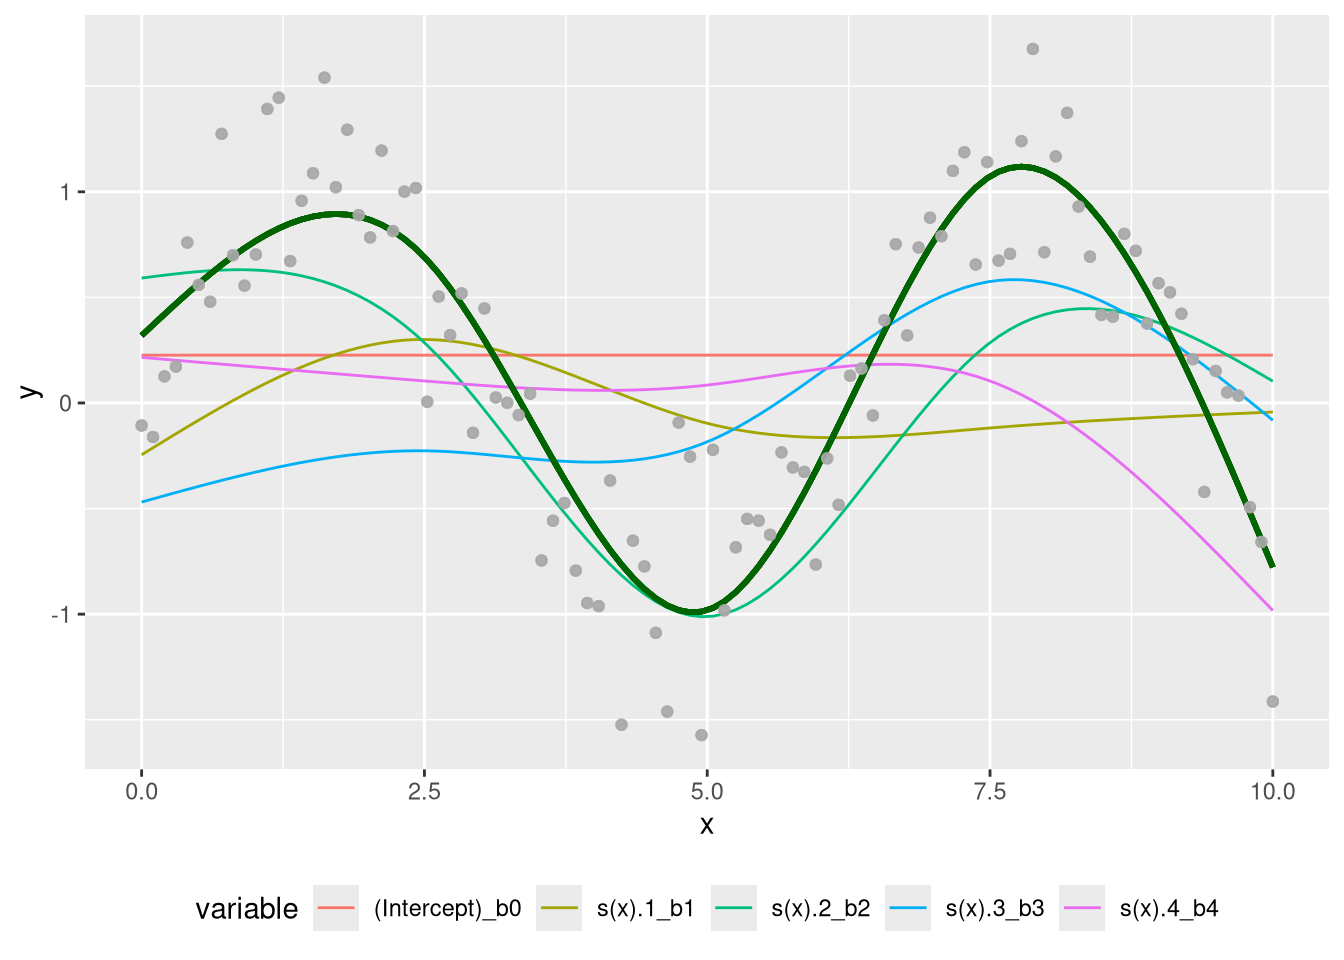 y
1
0
-1
0.0 2.5 5.0 7.5 10.0
x
variable (Intercept)_b0 s(x).1_b1 s(x).2_b2 s(x).3_b3 s(x).4_b4